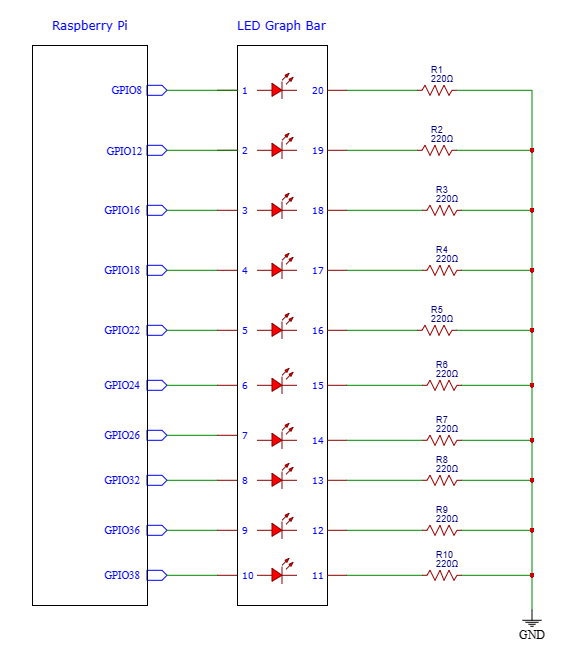 Raspberry Pi
LED Graph Bar
R1
220Ω
GPIO8
1
20
R2
220Ω
GPIO12
2
19
R3
220Ω
GPIO16
3
18
R4
220Ω
GPIO18
4
17
R5
220Ω
GPIO22
5
16
R6
220Ω
GPIO24
6
15
R7
220Ω
GPIO26
7
14
R8
220Ω
GPIO32
8
13
R9
220Ω
GPIO36
9
12
R10
220Ω
GPIO38
10
11
GND